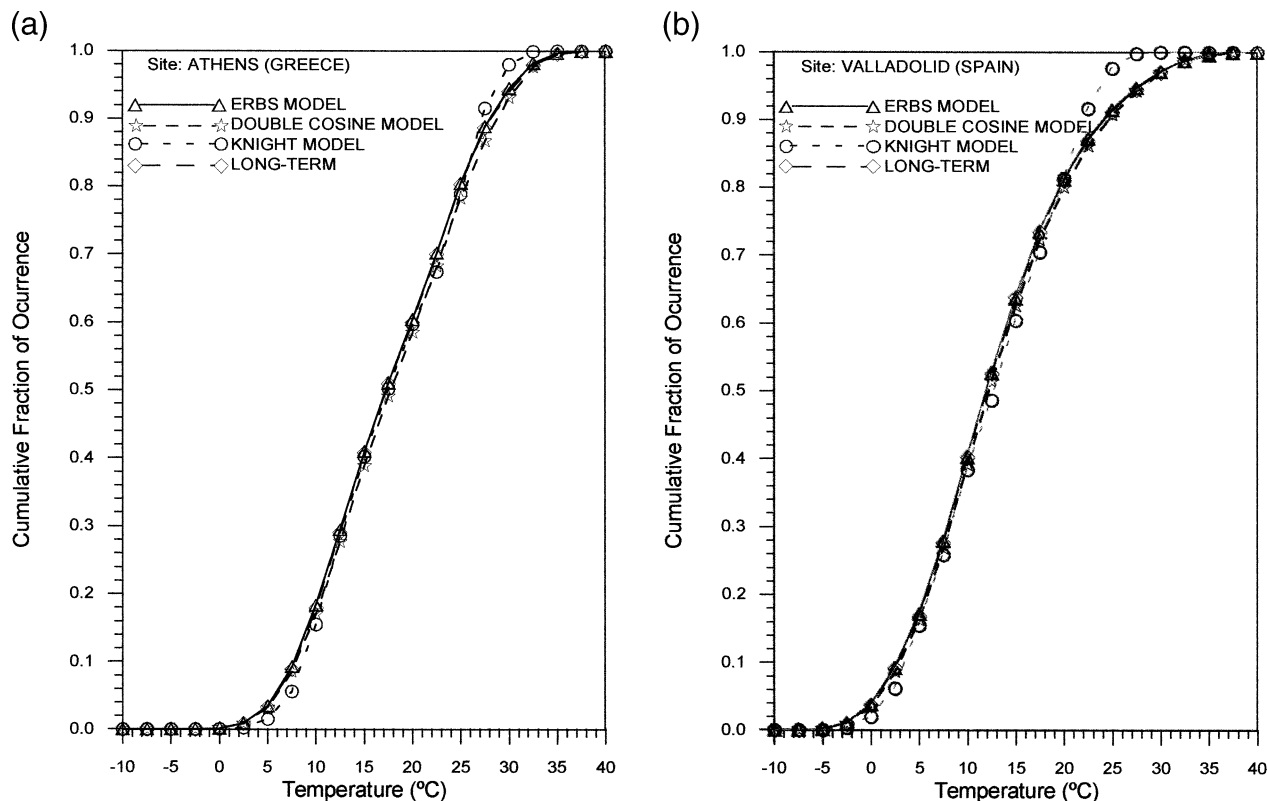 (a)
Site: ATHENS (GREECE)
ERBS MODEL
DOUBLE COSINE MODEL
KNIGHT MODEL
LONG-TERM
Cumulative Fraction of Ocurrence
1.0
0.9
0.8
0.7
0.6
0.5
0.4
0.3
0.2
0.1
0.0
-10 -5 0 5 10 15 20 25 30 35 40
Temperature (ºC)
(b)
Site: VALLADOLID (SPAIN)
ERBS MODEL
DOUBLE COSINE MODEL
KNIGHT MODEL
LONG-TERM
Cumulative Fraction of Ocurrence
1.0
0.9
0.8
0.7
0.6
0.5
0.4
0.3
0.2
0.1
0.0
-10 -5 0 5 10 15 20 25 30 35 40
Temperature (ºC)